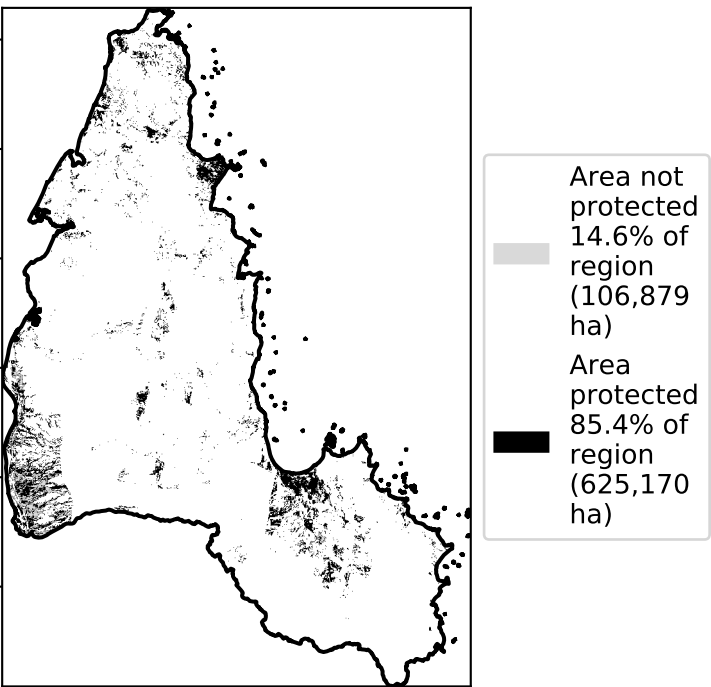 Area not
protected
14.6% of
region
(106,879
ha)
Area
protected
85.4% of
region
(625,170
ha)